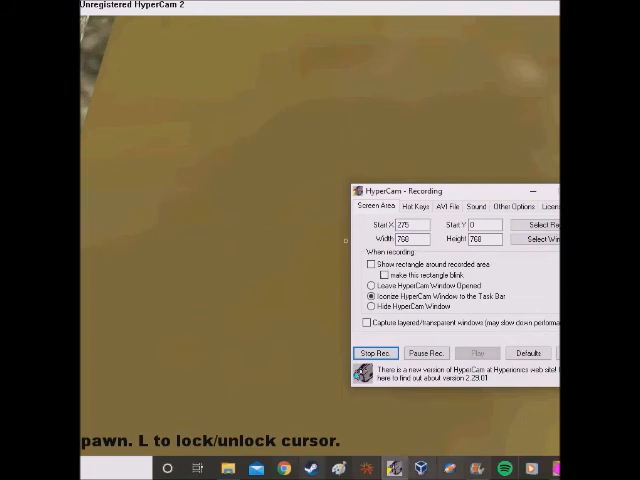 Unregistered HyperCam 2
HyperCam - Recording
Screen Area Hot Keys AVI File Sound Other Options
Start X 275 Start Y 0 Select
Width 768 Height 768 Select
When recording:
Show rectangle around recorded area
make this rectangle blink
Leave HyperCam Window Opened
Iconize HyperCam Window to the Task Bar
Hide HyperCam Window
Capture layered/transparent windows (may slow down
Stop Rec. Pause Rec. Play Defaults
There is a new version of HyperCam at Hyperionics web site!
here to find out about version 2.29.01
pawn. L to lock/unlock cursor.